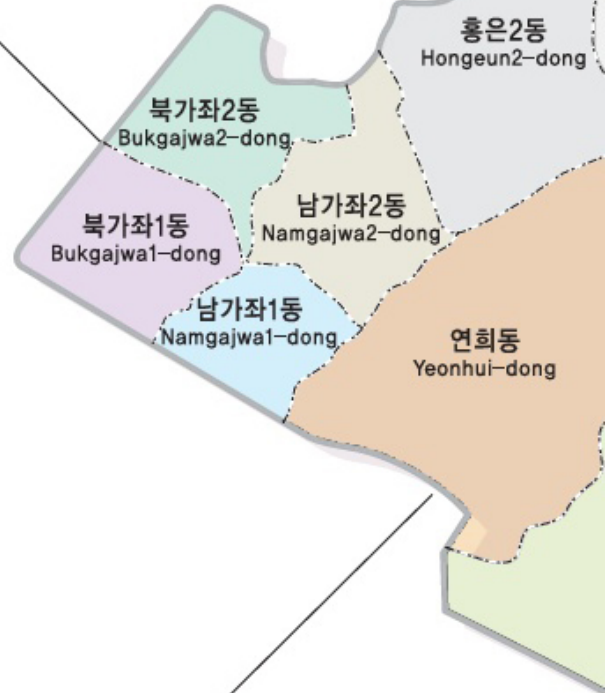 홍은2동
Hongeun2-dong
북가좌2동
Bukgajwa2-dong
남가좌2동
Namgajwa2-dong
북가좌1동
Bukgajwa1-dong
남가좌1동
Namgajwa1-dong
연희동
Yeonhui-dong